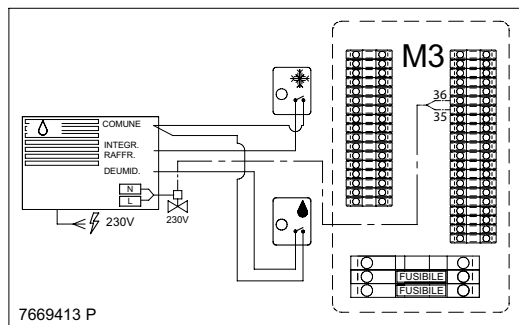 M3
COMUNE
36
35
INTEGR.
RAFFR.
DEUMID.
N
L
230V
230V
FUSIBILE
FUSIBILE
7669413 P